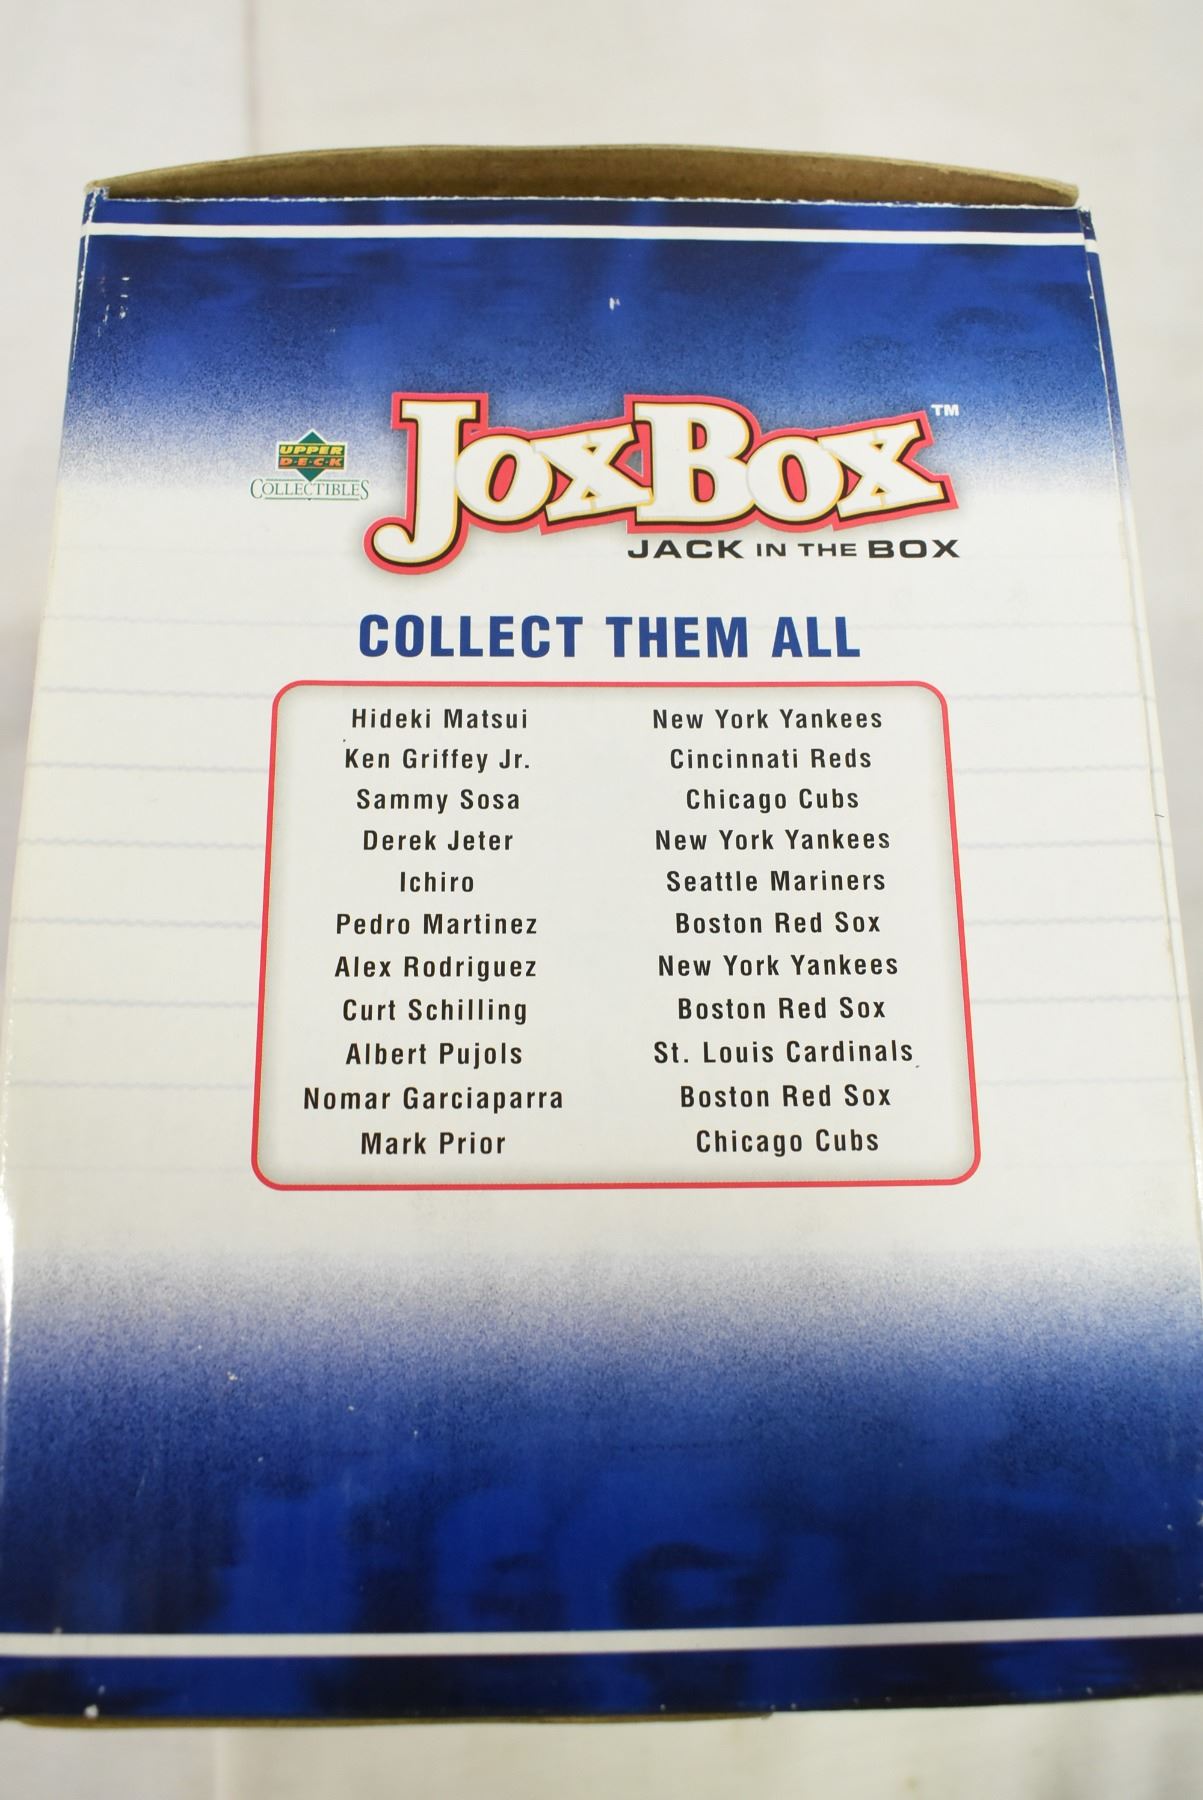 UPPER
D·E·C·K
COLLECTIBLES
JoxBox™
JACK IN THE BOX
COLLECT THEM ALL
Hideki Matsui New York Yankees
Ken Griffey Jr. Cincinnati Reds
Sammy Sosa Chicago Cubs
Derek Jeter New York Yankees
Ichiro Seattle Mariners
Pedro Martinez Boston Red Sox
Alex Rodriguez New York Yankees
Curt Schilling Boston Red Sox
Albert Pujols St. Louis Cardinals
Nomar Garciaparra Boston Red Sox
Mark Prior Chicago Cubs